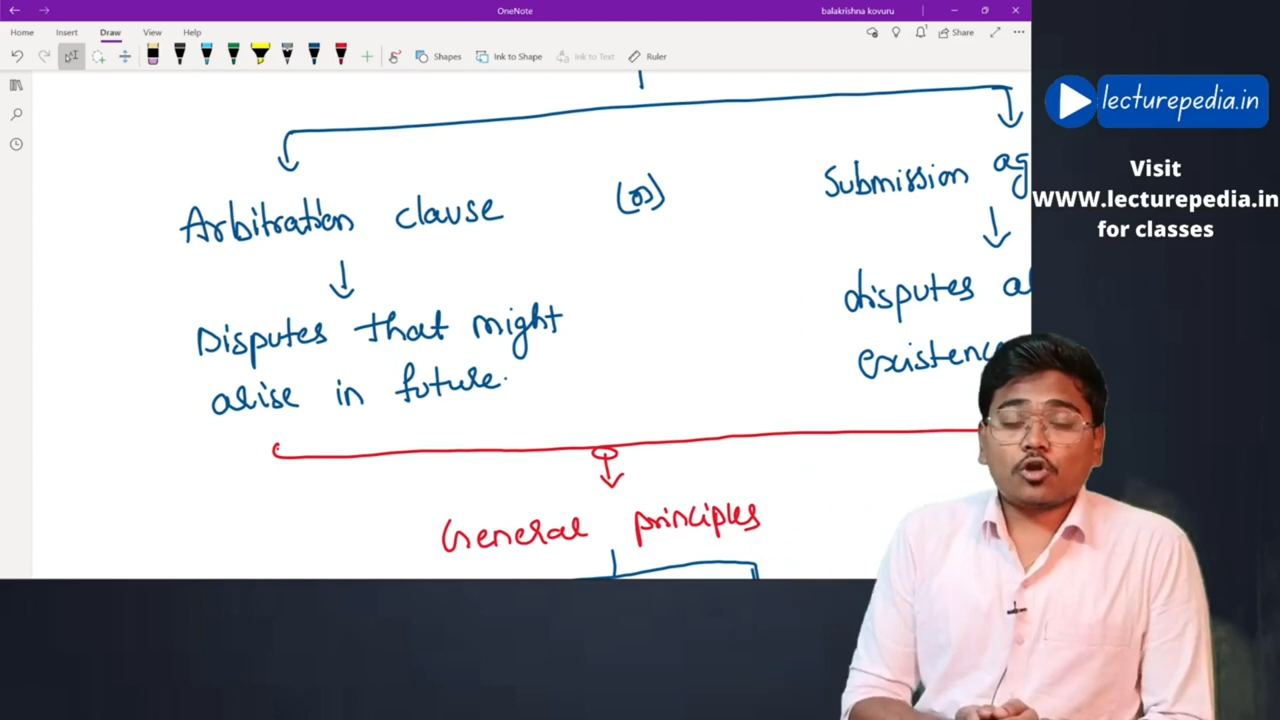 OneNote
balakrishna kovuru
Home Insert Draw View Help
Share
Shapes
Ink to Shape
Ink to Text
Ruler
lecturepedia.in
Visit
WWW.lecturepedia.in
for classes
Arbitration clause
(or)
Submission ag
Disputes that might
arise in future.
disputes al
existence
General principles